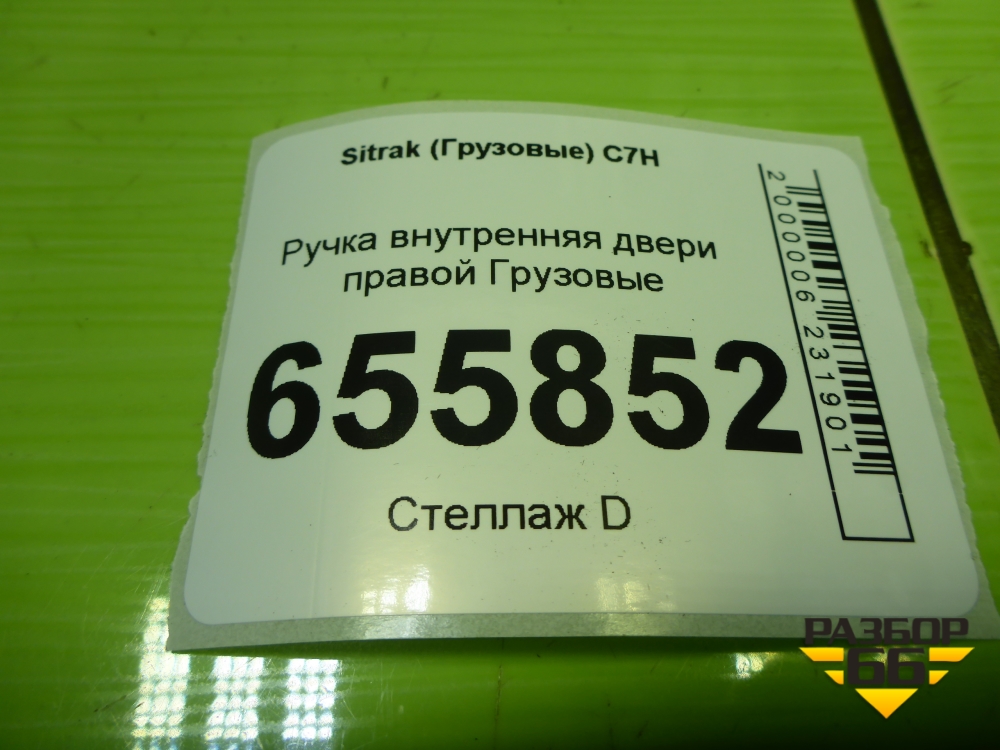 Sitrak (Грузовые) C7H
Ручка внутренняя двери
правой Грузовые
655852
Стеллаж D
2000006231901
РАЗБОР
66